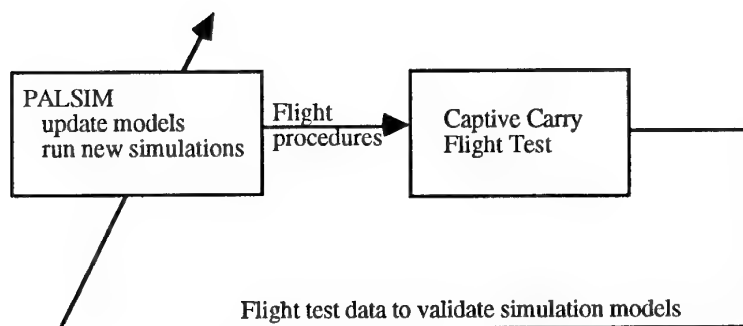 PALSIM
update models
run new simulations
Flight
procedures
Captive Carry
Flight Test
Flight test data to validate simulation models